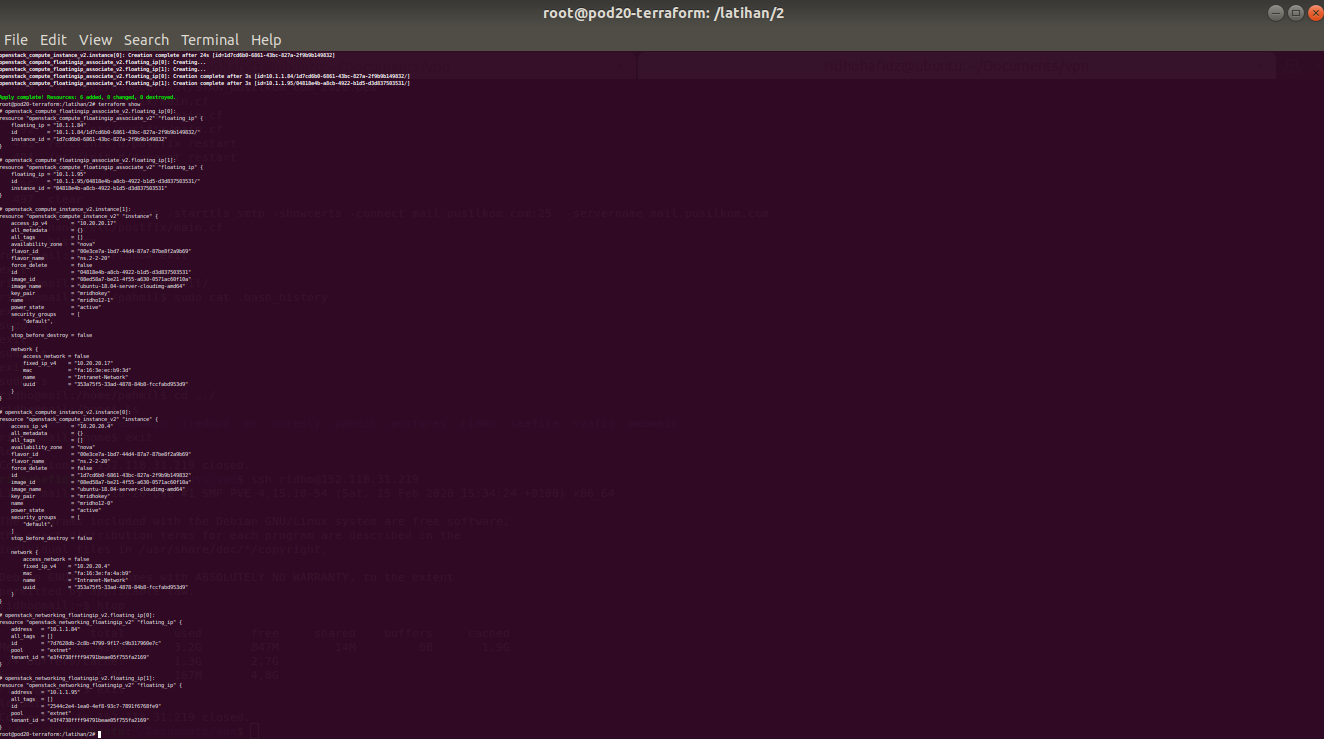 root@pod20-terraform: /latihan/2
File Edit View Search Terminal Help
openstack_compute_instance_v2.instance[0]: Creation complete after 24s [id=1d7cd6b0-6861-43bc-827a-2f9b9b149832]
openstack_compute_floatingip_associate_v2.floating_ip[0]: Creating...
openstack_compute_floatingip_associate_v2.floating_ip[1]: Creating...
openstack_compute_floatingip_associate_v2.floating_ip[0]: Creation complete after 3s [id=10.1.1.84/1d7cd6b0-6861-43bc-827a-2f9b9b149832/]
openstack_compute_floatingip_associate_v2.floating_ip[1]: Creation complete after 3s [id=10.1.1.95/04818e4b-a8cb-4922-b1d5-d3d837503531/]
Apply complete! Resources: 6 added, 0 changed, 0 destroyed.
root@pod20-terraform:/latihan/2# terraform show
# openstack_compute_floatingip_associate_v2.floating_ip[0]:
resource "openstack_compute_floatingip_associate_v2" "floating_ip" {
    floating_ip = "10.1.1.84"
    id          = "10.1.1.84/1d7cd6b0-6861-43bc-827a-2f9b9b149832/"
    instance_id = "1d7cd6b0-6861-43bc-827a-2f9b9b149832"
}
# openstack_compute_floatingip_associate_v2.floating_ip[1]:
resource "openstack_compute_floatingip_associate_v2" "floating_ip" {
    floating_ip = "10.1.1.95"
    id          = "10.1.1.95/04818e4b-a8cb-4922-b1d5-d3d837503531/"
    instance_id = "04818e4b-a8cb-4922-b1d5-d3d837503531"
}
# openstack_compute_instance_v2.instance[1]:
resource "openstack_compute_instance_v2" "instance" {
    access_ip_v4        = "10.20.20.17"
    all_metadata        = {}
    all_tags            = []
    availability_zone   = "nova"
    flavor_id           = "00e3ce7a-1bd7-44d4-87a7-87be8f2a9b69"
    flavor_name         = "ns.2-2-20"
    force_delete        = false
    id                  = "04818e4b-a8cb-4922-b1d5-d3d837503531"
    image_id            = "08ed58a7-be21-4f55-a630-0571ac60f10a"
    image_name          = "ubuntu-18.04-server-cloudimg-amd64"
    key_pair            = "mridhokey"
    name                = "mridho12-1"
    power_state         = "active"
    security_groups     = [
        "default",
    ]
    stop_before_destroy = false
    network {
        access_network = false
        fixed_ip_v4    = "10.20.20.17"
        mac            = "fa:16:3e:ec:b9:3d"
        name           = "Intranet-Network"
        uuid           = "353a75f5-33ad-4878-84b8-fccfabd953d9"
    }
}
# openstack_compute_instance_v2.instance[0]:
resource "openstack_compute_instance_v2" "instance" {
    access_ip_v4        = "10.20.20.4"
    all_metadata        = {}
    all_tags            = []
    availability_zone   = "nova"
    flavor_id           = "00e3ce7a-1bd7-44d4-87a7-87be8f2a9b69"
    flavor_name         = "ns.2-2-20"
    force_delete        = false
    id                  = "1d7cd6b0-6861-43bc-827a-2f9b9b149832"
    image_id            = "08ed58a7-be21-4f55-a630-0571ac60f10a"
    image_name          = "ubuntu-18.04-server-cloudimg-amd64"
    key_pair            = "mridhokey"
    name                = "mridho12-0"
    power_state         = "active"
    security_groups     = [
        "default",
    ]
    stop_before_destroy = false
    network {
        access_network = false
        fixed_ip_v4    = "10.20.20.4"
        mac            = "fa:16:3e:fa:4a:b9"
        name           = "Intranet-Network"
        uuid           = "353a75f5-33ad-4878-84b8-fccfabd953d9"
    }
}
# openstack_networking_floatingip_v2.floating_ip[0]:
resource "openstack_networking_floatingip_v2" "floating_ip" {
    address   = "10.1.1.84"
    all_tags  = []
    id        = "7d7628db-2c8b-4799-9f17-c9b317960e7c"
    pool      = "extnet"
    tenant_id = "e3f4738ffff94791beae05f755fa2169"
}
# openstack_networking_floatingip_v2.floating_ip[1]:
resource "openstack_networking_floatingip_v2" "floating_ip" {
    address   = "10.1.1.95"
    all_tags  = []
    id        = "2544c2e4-1ea0-4ef8-93c7-7891f6768fe9"
    pool      = "extnet"
    tenant_id = "e3f4738ffff94791beae05f755fa2169"
}
root@pod20-terraform:/latihan/2#